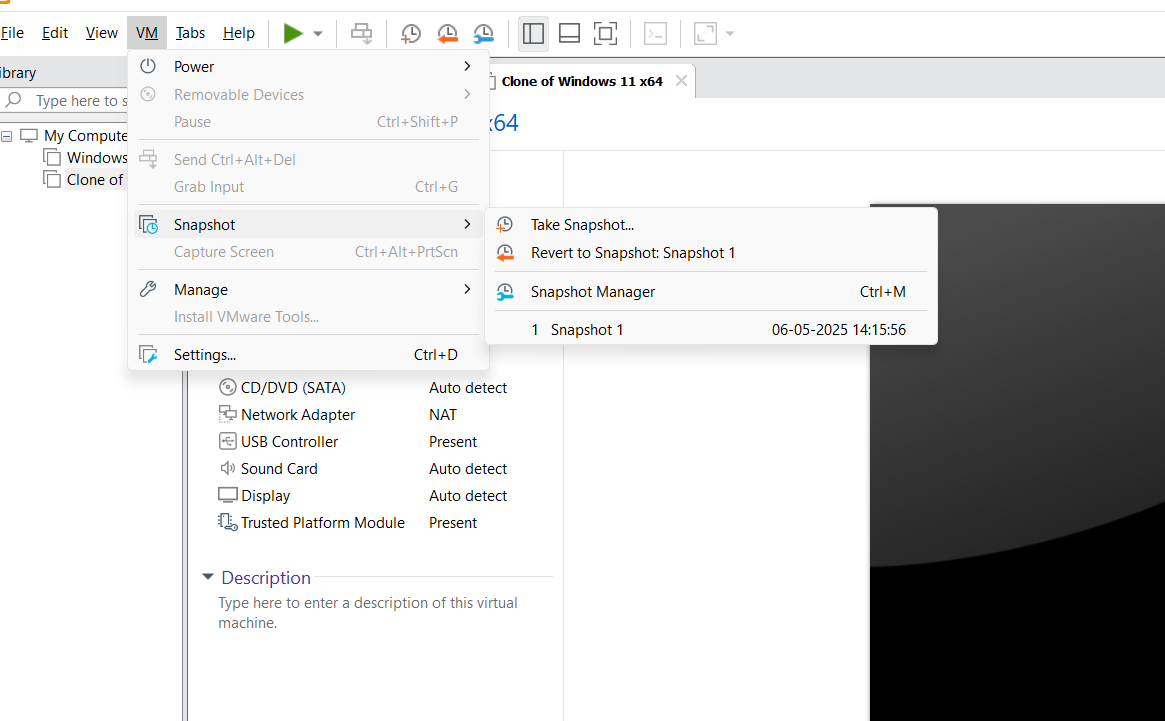 File Edit View VM Tabs Help
ibrary
Type here to s
My Compute
Windows
Clone of
Power
Removable Devices
Pause Ctrl+Shift+P
Send Ctrl+Alt+Del
Grab Input Ctrl+G
Snapshot
Capture Screen Ctrl+Alt+PrtScn
Manage
Install VMware Tools...
Settings... Ctrl+D
Clone of Windows 11 x64
x64
Take Snapshot...
Revert to Snapshot: Snapshot 1
Snapshot Manager Ctrl+M
1 Snapshot 1 06-05-2025 14:15:56
CD/DVD (SATA) Auto detect
Network Adapter NAT
USB Controller Present
Sound Card Auto detect
Display Auto detect
Trusted Platform Module Present
Description
Type here to enter a description of this virtual
machine.